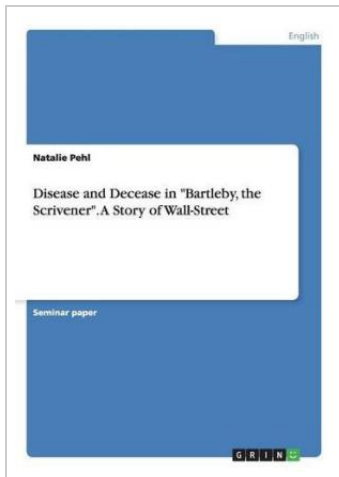 English
Natalie Pehl
Disease and Decease in "Bartleby, the
Scrivener". A Story of Wall-Street
Seminar paper
GRIN